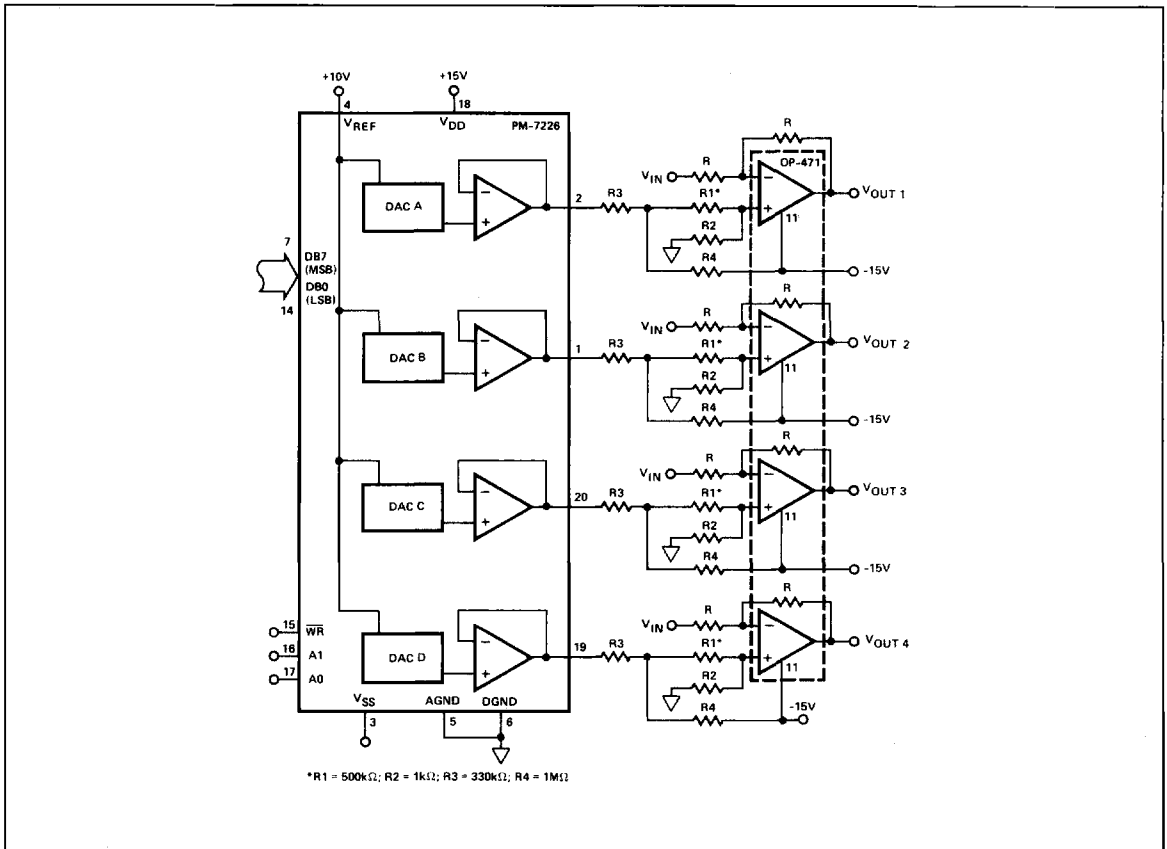 +10V
+15V
4
18
VREF
VDD
PM-7226
R
OP-471
VIN
R
−
DAC A
−
+
2
R3
R1*
+
VOUT 1
R2
11
R4
-15V
7
DB7
(MSB)
DB0
(LSB)
14
R
VIN
R
−
DAC B
−
+
1
R3
R1*
+
VOUT 2
R2
11
R4
-15V
R
VIN
R
−
DAC C
−
+
20
R3
R1*
+
VOUT 3
R2
11
R4
-15V
R
VIN
R
−
DAC D
−
+
19
R3
R1*
+
VOUT 4
R2
11
R4
-15V
15
WR
16
A1
17
A0
VSS
AGND
DGND
3
5
6
*R1 = 500kΩ; R2 = 1kΩ; R3 = 330kΩ; R4 = 1MΩ